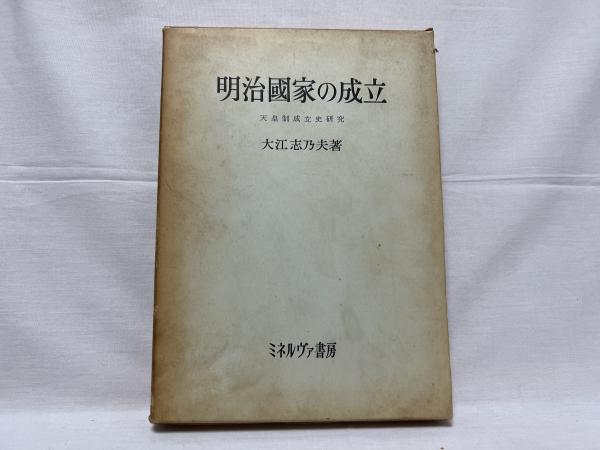 明治國家の成立
天皇制成立史研究
大江志乃夫著
ミネルヴァ書房